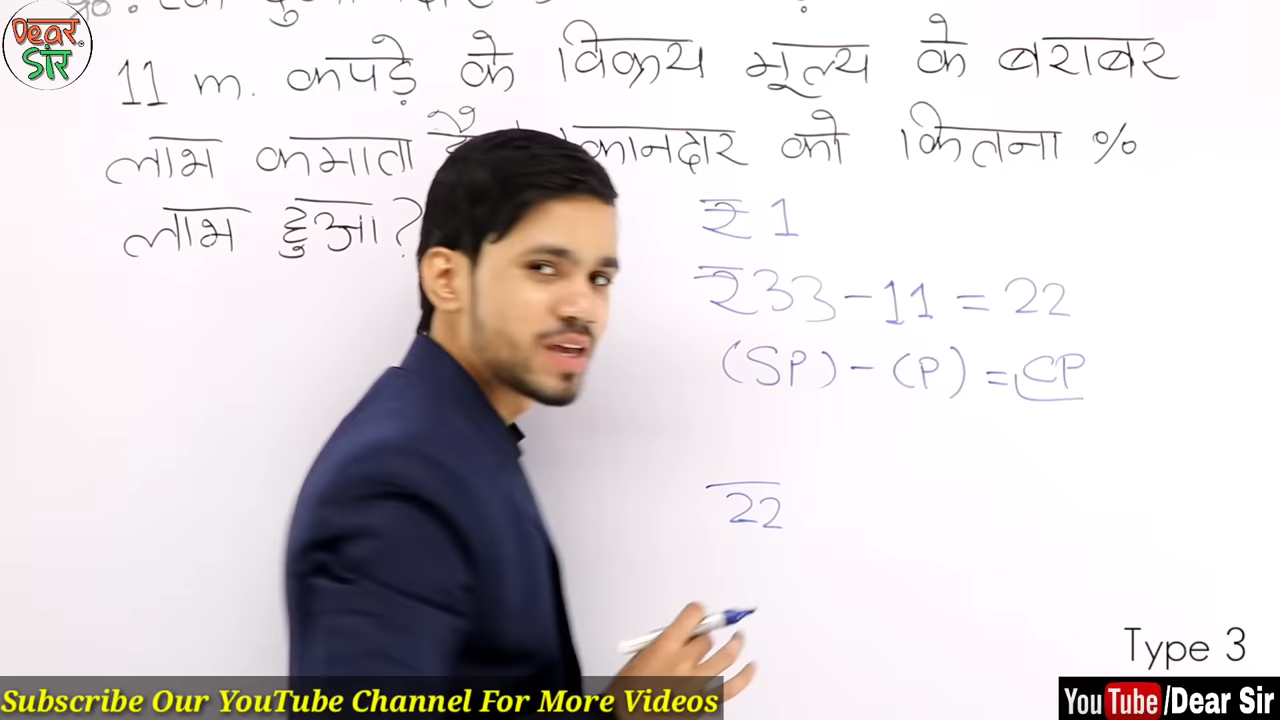 Dear Sir
11 m. कपड़े के विक्रय मूल्य के बराबर
लाभ कमाता है कानदार को कितना %
लाभ हुआ?
₹ 1
₹ 33 - 11 = 22
(SP) - (P) = CP
22
Type 3
Subscribe Our YouTube Channel For More Videos
YouTube/Dear Sir